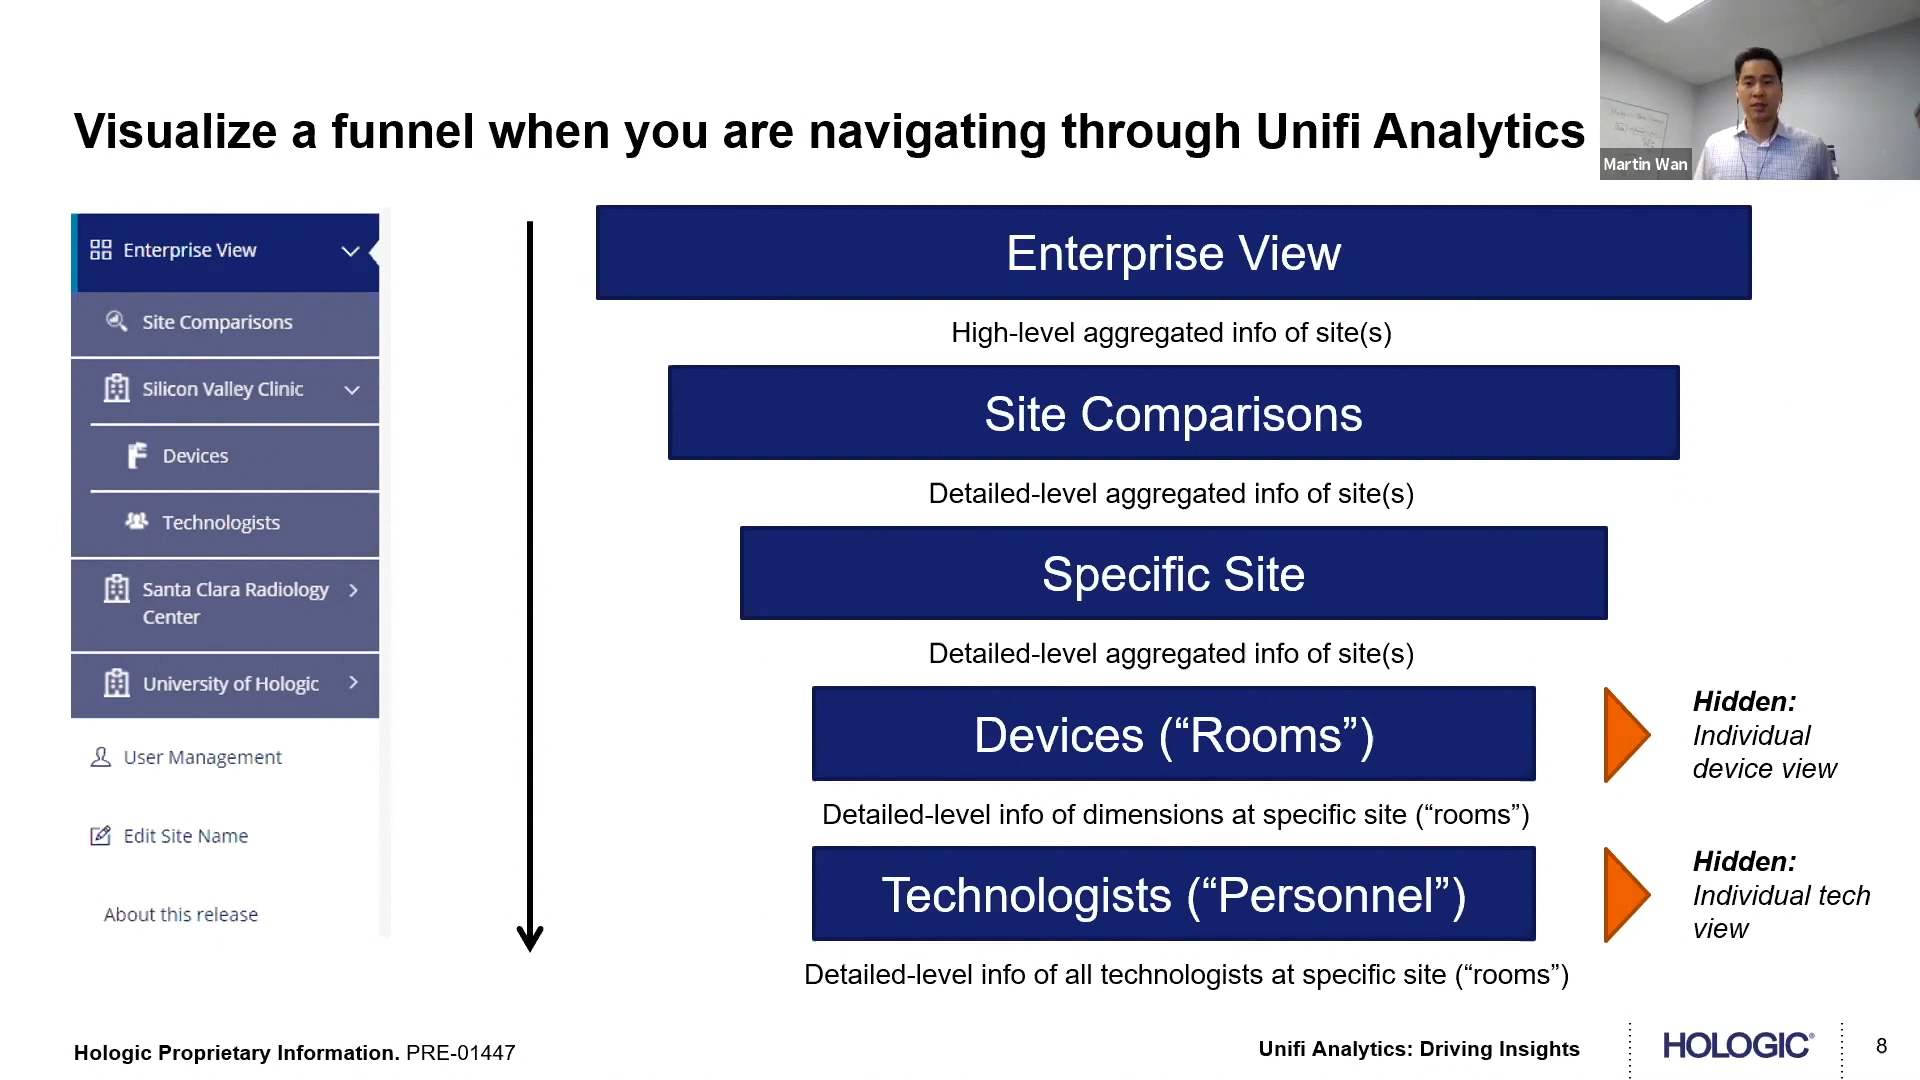 Visualize a funnel when you are navigating through Unifi Analytics
Martin Wan
Enterprise View
Site Comparisons
Silicon Valley Clinic
Devices
Technologists
Santa Clara Radiology
Center
University of Hologic
User Management
Edit Site Name
About this release
Enterprise View
High-level aggregated info of site(s)
Site Comparisons
Detailed-level aggregated info of site(s)
Specific Site
Detailed-level aggregated info of site(s)
Devices (“Rooms”)
Hidden:
Individual
device view
Detailed-level info of dimensions at specific site (“rooms”)
Technologists (“Personnel”)
Hidden:
Individual tech
view
Detailed-level info of all technologists at specific site (“rooms”)
Hologic Proprietary Information. PRE-01447
Unifi Analytics: Driving Insights
HOLOGIC®
8